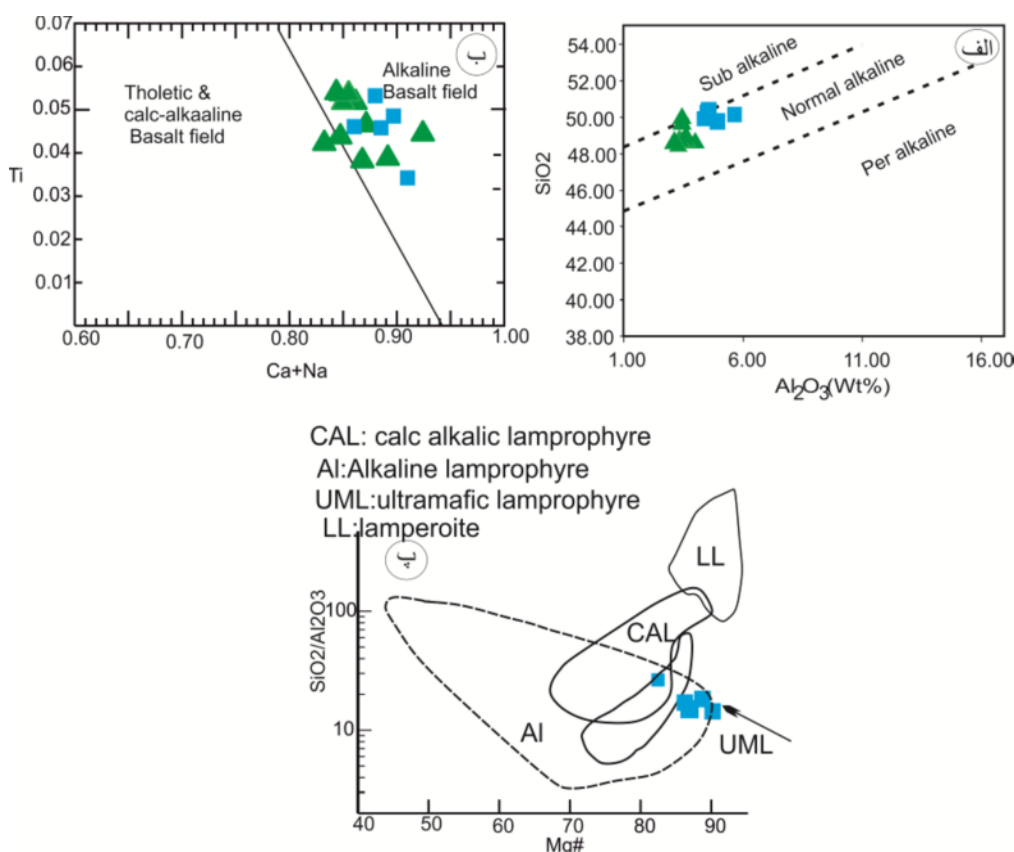 0.07
0.06
0.05
0.04
0.03
0.01
Ti
Tholetic &
calc-alkaaline
Basalt field
Alkaline
Basalt field
0.60
0.70
0.80
0.90
1.00
Ca+Na
54.00
52.00
50.00
48.00
46.00
44.00
42.00
40.00
38.00
SiO2
الف
Sub alkaline
Normal alkaline
Per alkaline
1.00
6.00
11.00
16.00
Al2O3(Wt%)
CAL: calc alkalic lamprophyre
Al:Alkaline lamprophyre
UML:ultramafic lamprophyre
LL:lamperoite
100
10
SiO2/Al2O3
LL
CAL
Al
UML
40
50
60
70
80
90
Mg#